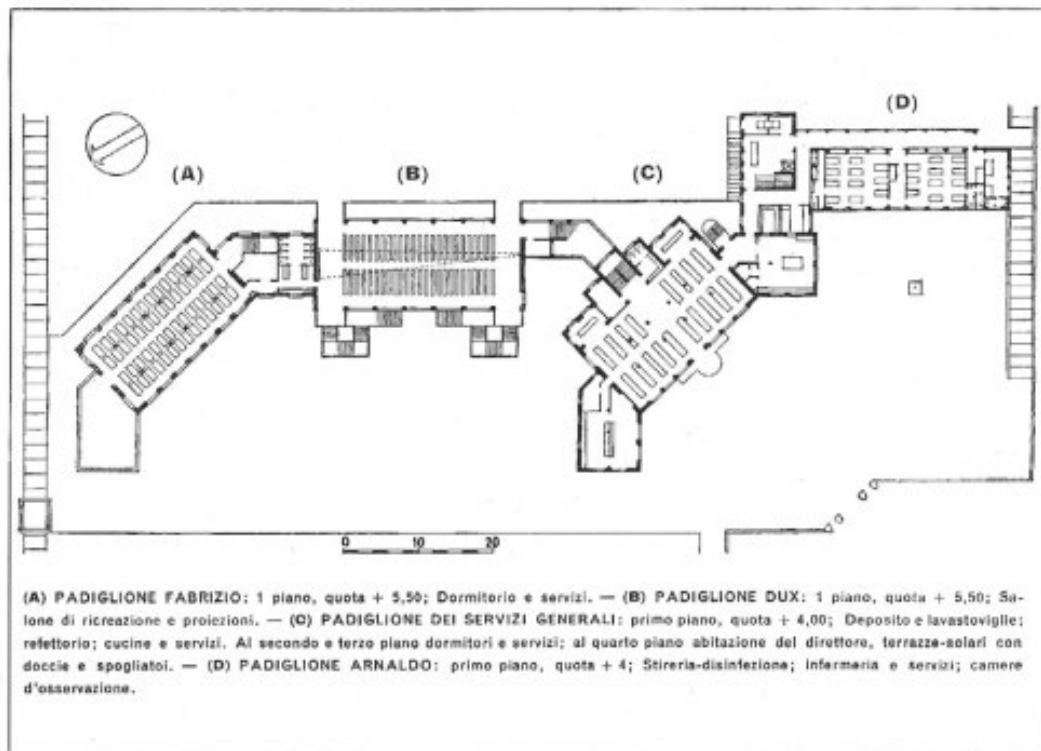 (D)
(A)
(B)
(C)
0 10 20
(A) PADIGLIONE FABRIZIO: 1 piano, quota + 5,50; Dormitorio e servizi. — (B) PADIGLIONE DUX: 1 piano, quota + 5,50; Sa-
lone di ricreazione e proiezioni. — (C) PADIGLIONE DEI SERVIZI GENERALI: primo piano, quota + 4,00; Deposito e lavastoviglie;
refettorio; cucine e servizi. Al secondo e terzo piano dormitori e servizi; al quarto piano abitazione del direttore, terrazze-solari con
doccie e spogliatoi. — (D) PADIGLIONE ARNALDO: primo piano, quota + 4; Stireria-disinfezione; infermeria e servizi; camere
d'osservazione.